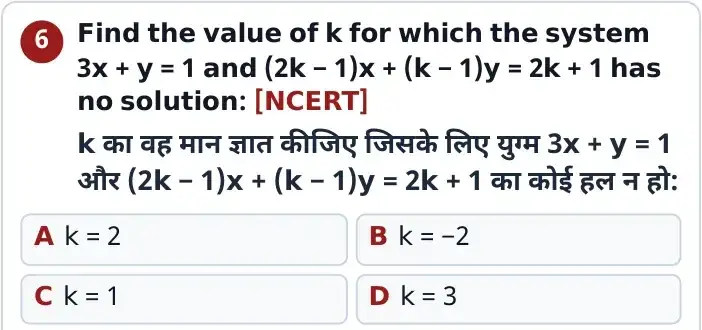 6 Find the value of k for which the system
3x + y = 1 and (2k − 1)x + (k − 1)y = 2k + 1 has
no solution: [NCERT]
k का वह मान ज्ञात कीजिए जिसके लिए युग्म 3x + y = 1
और (2k − 1)x + (k − 1)y = 2k + 1 का कोई हल न हो:
A k = 2
B k = −2
C k = 1
D k = 3